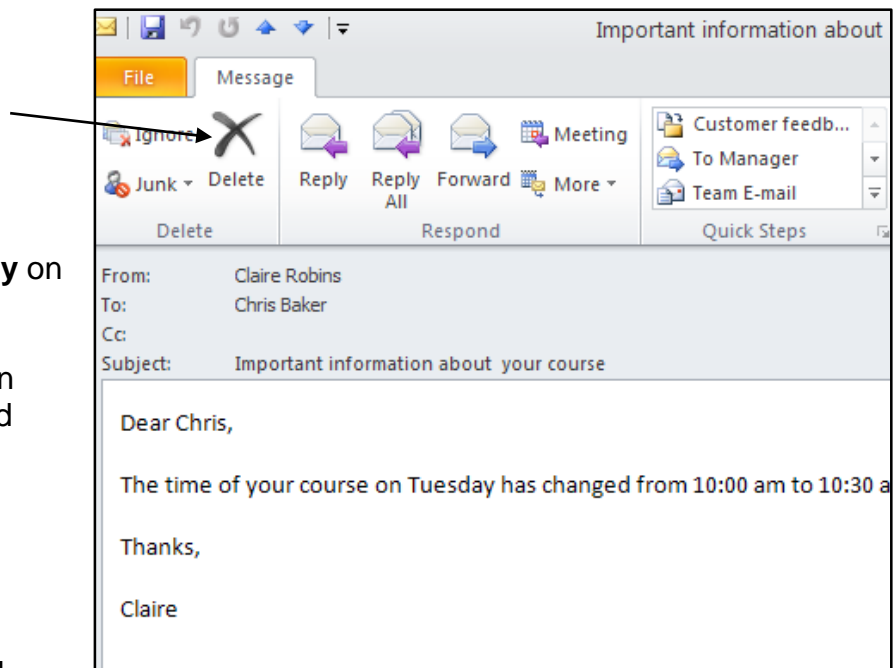 Important information about
File Message
Ignore
Junk
Delete
Reply
Reply All
Forward
Meeting
More
Customer feedb...
To Manager
Team E-mail
Delete Respond Quick Steps
y on
From: Claire Robins
To: Chris Baker
Cc:
Subject: Important information about your course
d
Dear Chris,
The time of your course on Tuesday has changed from 10:00 am to 10:30 a
Thanks,
Claire